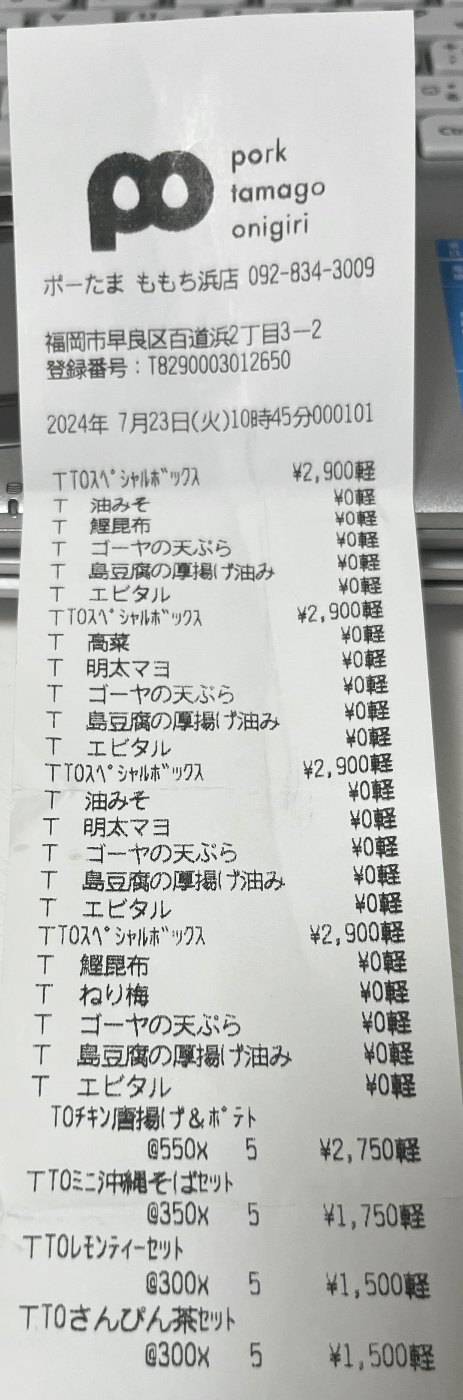 pork
tamago
onigiri
ポーたま ももち浜店 092-834-3009
福岡市早良区百道浜2丁目3-2
登録番号：T8290003012650
2024年 7月23日(火)10時45分000101
TTOスペシャルボックス ¥2,900軽
T 油みそ ¥0軽
T 鰹昆布 ¥0軽
T ゴーヤの天ぷら ¥0軽
T 島豆腐の厚揚げ油み ¥0軽
T エビタル ¥0軽
TTOスペシャルボックス ¥2,900軽
T 高菜 ¥0軽
T 明太マヨ ¥0軽
T ゴーヤの天ぷら ¥0軽
T 島豆腐の厚揚げ油み ¥0軽
T エビタル ¥0軽
TTOスペシャルボックス ¥2,900軽
T 油みそ ¥0軽
T 明太マヨ ¥0軽
T ゴーヤの天ぷら ¥0軽
T 島豆腐の厚揚げ油み ¥0軽
T エビタル ¥0軽
TTOスペシャルボックス ¥2,900軽
T 鰹昆布 ¥0軽
T ねり梅 ¥0軽
T ゴーヤの天ぷら ¥0軽
T 島豆腐の厚揚げ油み ¥0軽
T エビタル ¥0軽
TOチキン唐揚げ&ポテト
@550x 5 ¥2,750軽
TTOミニ沖縄そばセット
@350x 5 ¥1,750軽
TTOレモンティーセット
@300x 5 ¥1,500軽
TTOさんぴん茶セット
@300x 5 ¥1,500軽